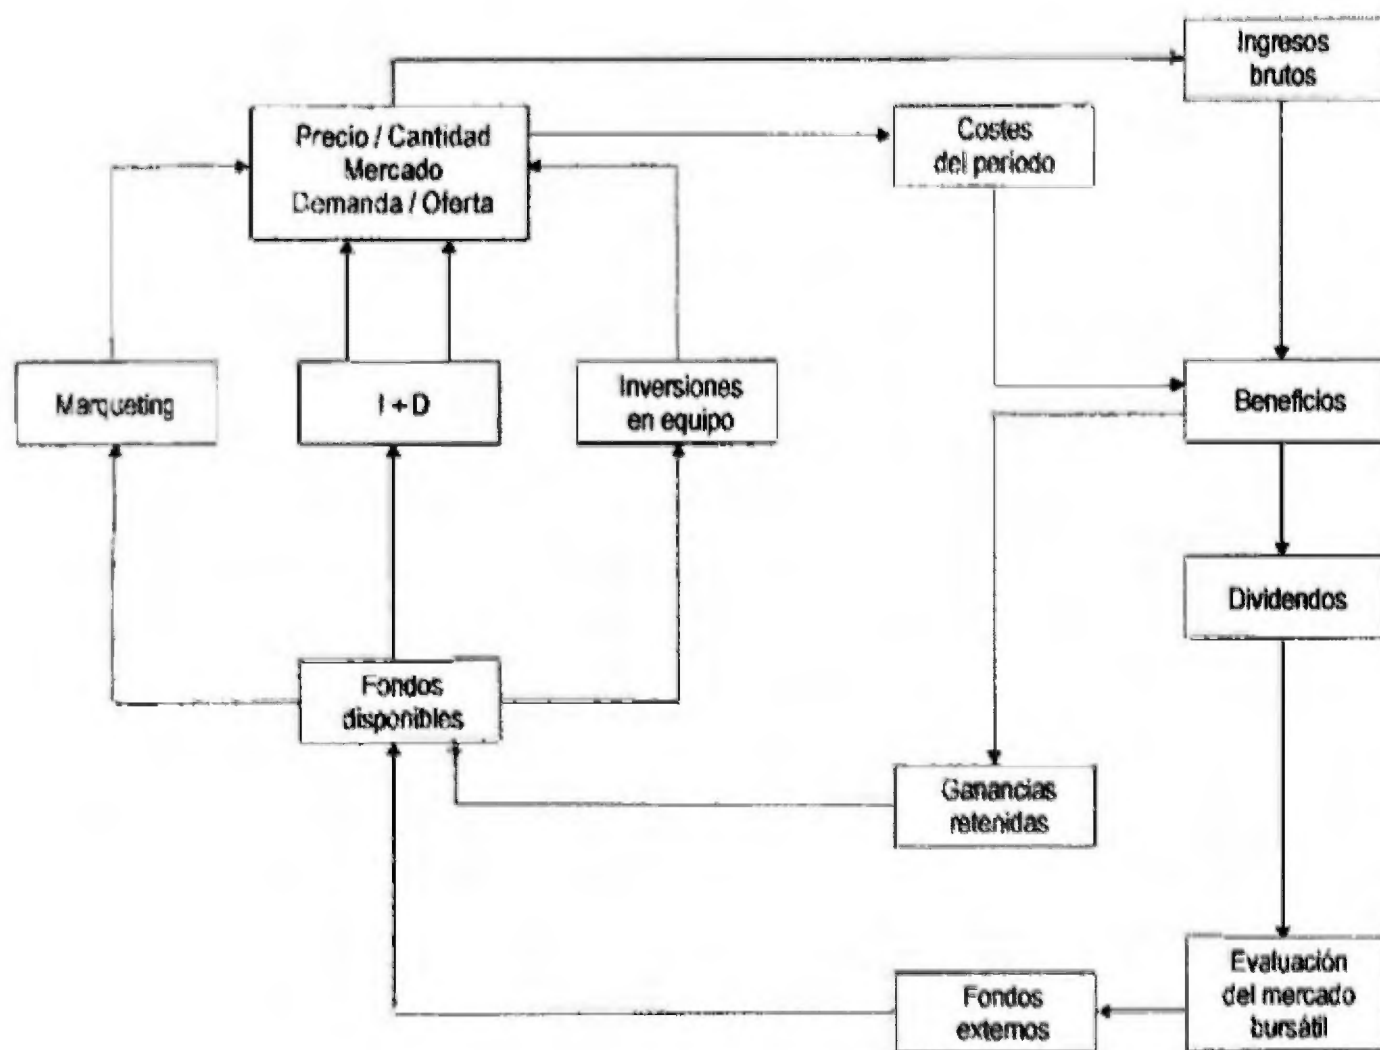 Ingresos
brutos
Precio / Cantidad
Mercado
Demanda / Oferta
Costes
del periodo
Marqueting
I + D
Inversiones
en equipo
Beneficios
Dividendos
Fondos
disponibles
Ganancias
retenidas
Evaluación
del mercado
bursátil
Fondos
externos